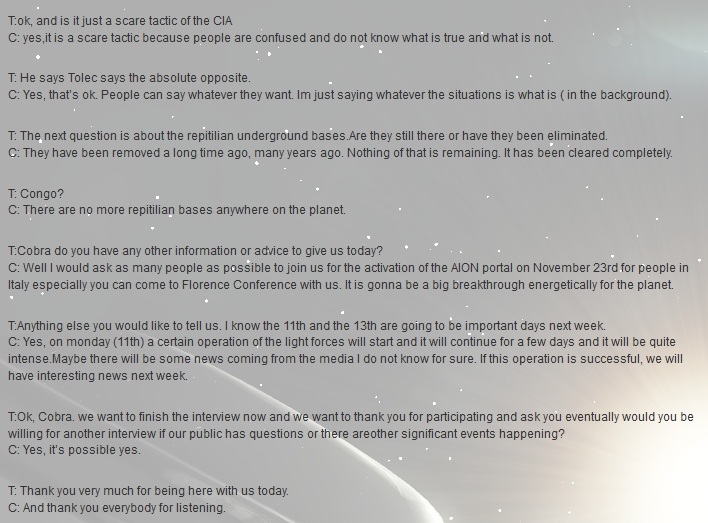 T:ok, and is it just a scare tactic of the CIA
C: yes,it is a scare tactic because people are confused and do not know what is true and what is not.
T: He says Tolec says the absolute opposite.
C: Yes, that's ok. People can say whatever they want. Im just saying whatever the situations is what is ( in the background).
T: The next question is about the repitilian underground bases.Are they still there or have they been eliminated.
C: They have been removed a long time ago, many years ago. Nothing of that is remaining. It has been cleared completely.
T: Congo?
C: There are no more repitilian bases anywhere on the planet.
T:Cobra do you have any other information or advice to give us today?
C: Well I would ask as many people as possible to join us for the activation of the AION portal on November 23rd for people in
Italy especially you can come to Florence Conference with us. It is gonna be a big breakthrough energetically for the planet.
T:Anything else you would like to tell us. I know the 11th and the 13th are going to be important days next week.
C: Yes, on monday (11th) a certain operation of the light forces will start and it will continue for a few days and it will be quite
intense.Maybe there will be some news coming from the media I do not know for sure. If this operation is successful, we will
have interesting news next week.
T:Ok, Cobra. we want to finish the interview now and we want to thank you for participating and ask you eventually would you be
willing for another interview if our public has questions or there areother significant events happening?
C: Yes, it's possible yes.
T: Thank you very much for being here with us today.
C: And thank you everybody for listening.